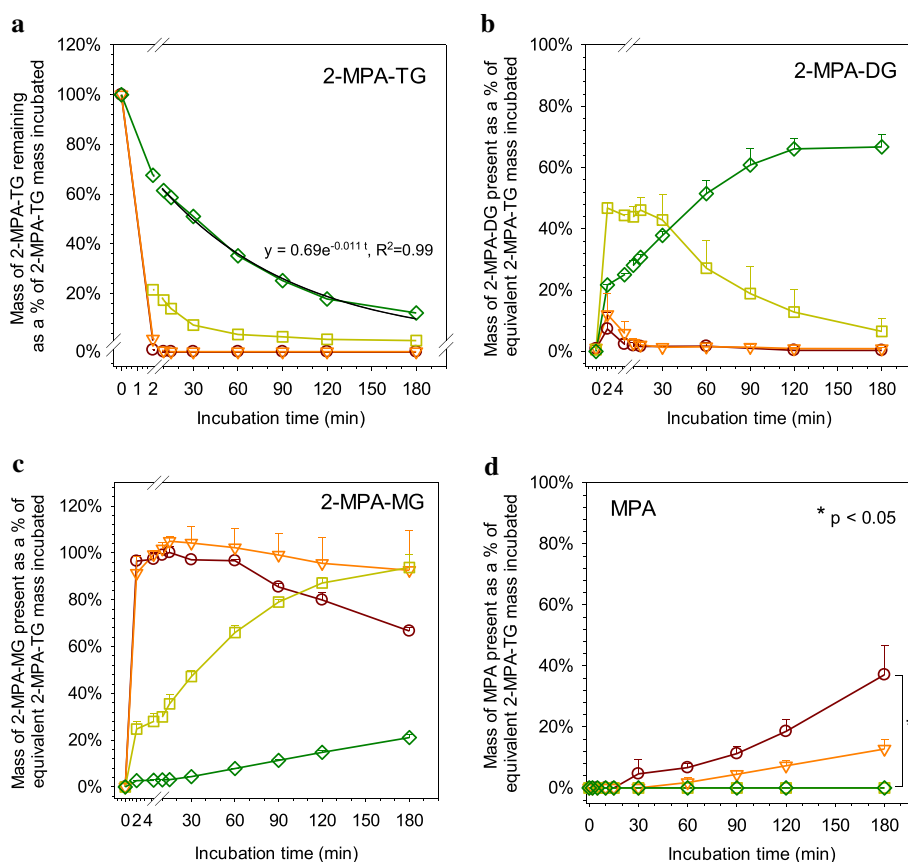 a
2-MPA-TG
Mass of 2-MPA-TG remaining
as a % of 2-MPA-TG mass incubated
120%
100%
80%
60%
40%
20%
0%
y = 0.69e-0.011 t, R2=0.99
0 1 2 30 60 90 120 150 180
Incubation time (min)
b
2-MPA-DG
Mass of 2-MPA-DG present as a % of
equivalent 2-MPA-TG mass incubated
100%
80%
60%
40%
20%
0%
0 2 4 30 60 90 120 150 180
Incubation time (min)
c
2-MPA-MG
Mass of 2-MPA-MG present as a % of
equivalent 2-MPA-TG mass incubated
120%
100%
80%
60%
40%
20%
0%
0 2 4 30 60 90 120 150 180
Incubation time (min)
d
MPA
* p < 0.05
Mass of MPA present as a % of
equivalent 2-MPA-TG mass incubated
100%
80%
60%
40%
20%
0%
*
0 30 60 90 120 150 180
Incubation time (min)